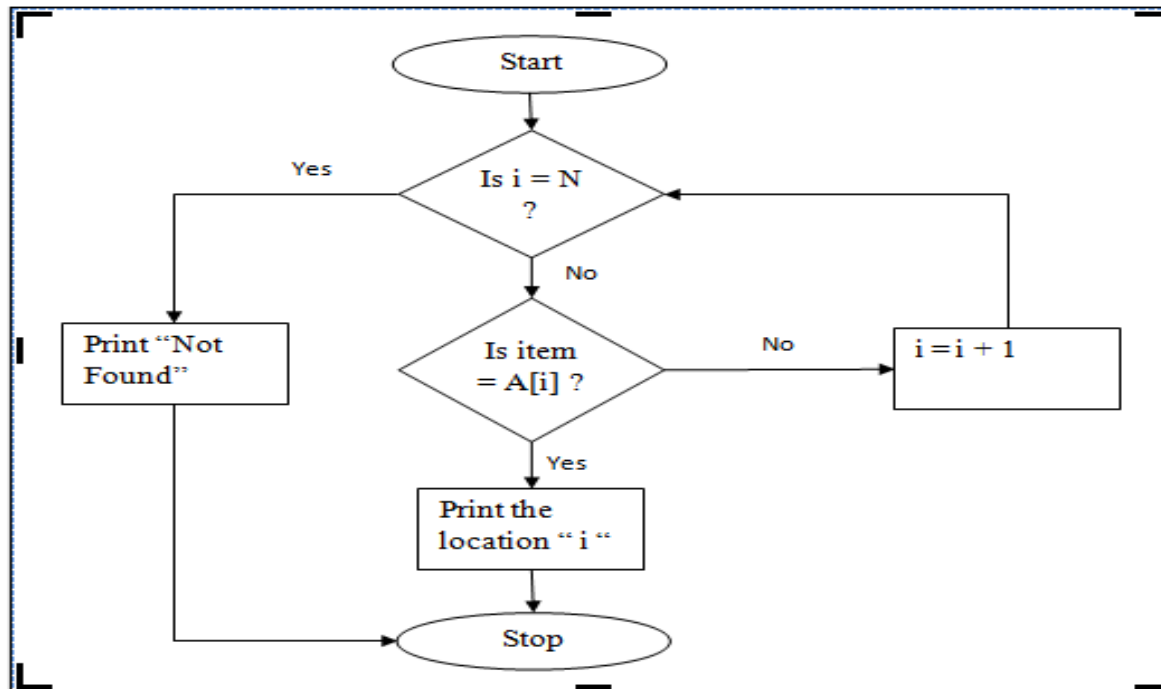 Start
Yes
Is i = N
?
No
Print “Not
Found”
Is item
= A[i] ?
No
i = i + 1
Yes
Print the
location “ i “
Stop